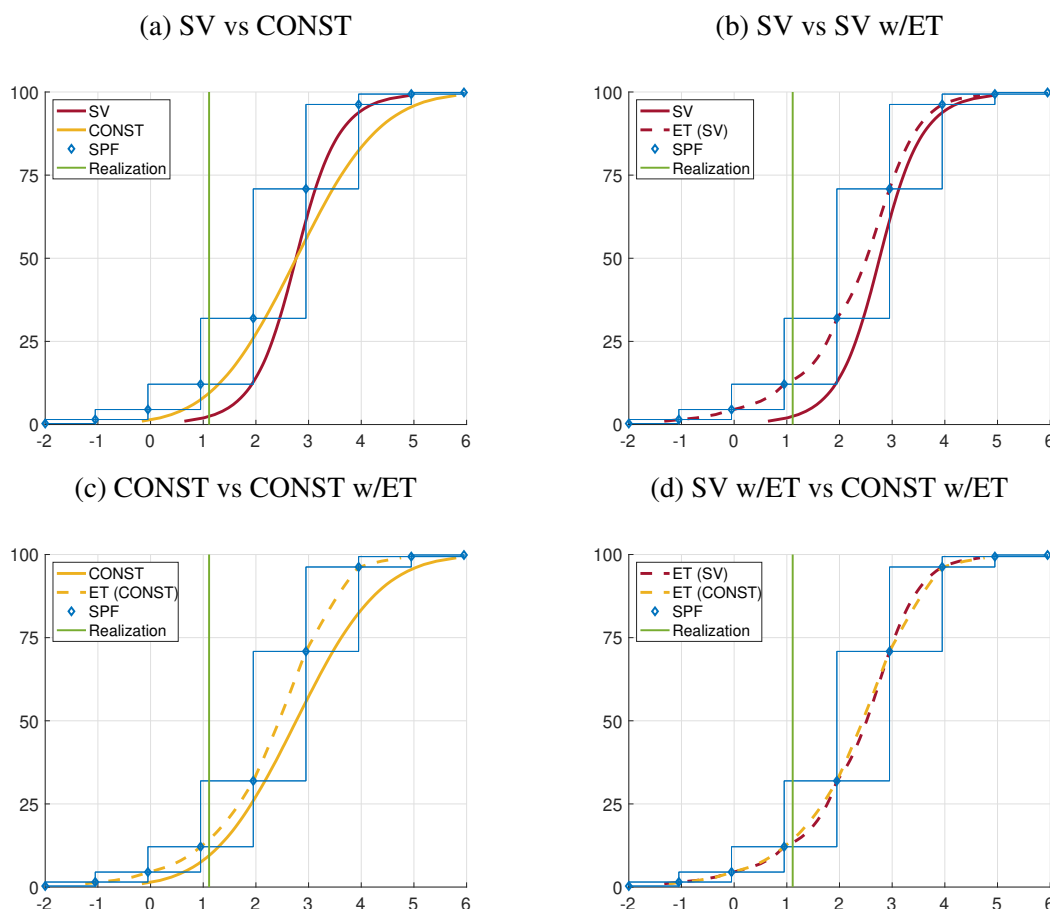 (a) SV vs CONST
(b) SV vs SV w/ET
100
75
50
25
0
-2 -1 0 1 2 3 4 5 6
SV
CONST
SPF
Realization
100
75
50
25
0
-2 -1 0 1 2 3 4 5 6
SV
ET (SV)
SPF
Realization
(c) CONST vs CONST w/ET
(d) SV w/ET vs CONST w/ET
100
75
50
25
0
-2 -1 0 1 2 3 4 5 6
CONST
ET (CONST)
SPF
Realization
100
75
50
25
0
-2 -1 0 1 2 3 4 5 6
ET (SV)
ET (CONST)
SPF
Realization